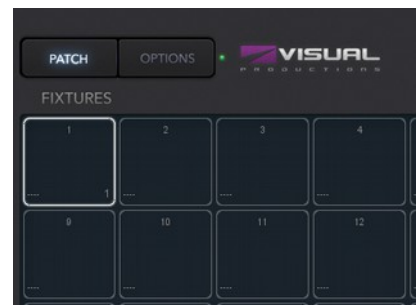 PATCH OPTIONS VISUAL
PRODUCTIONS
FIXTURES
1 2 3 4
---- 1 ---- ---- ----
9 10 11 12
---- ---- ---- ----